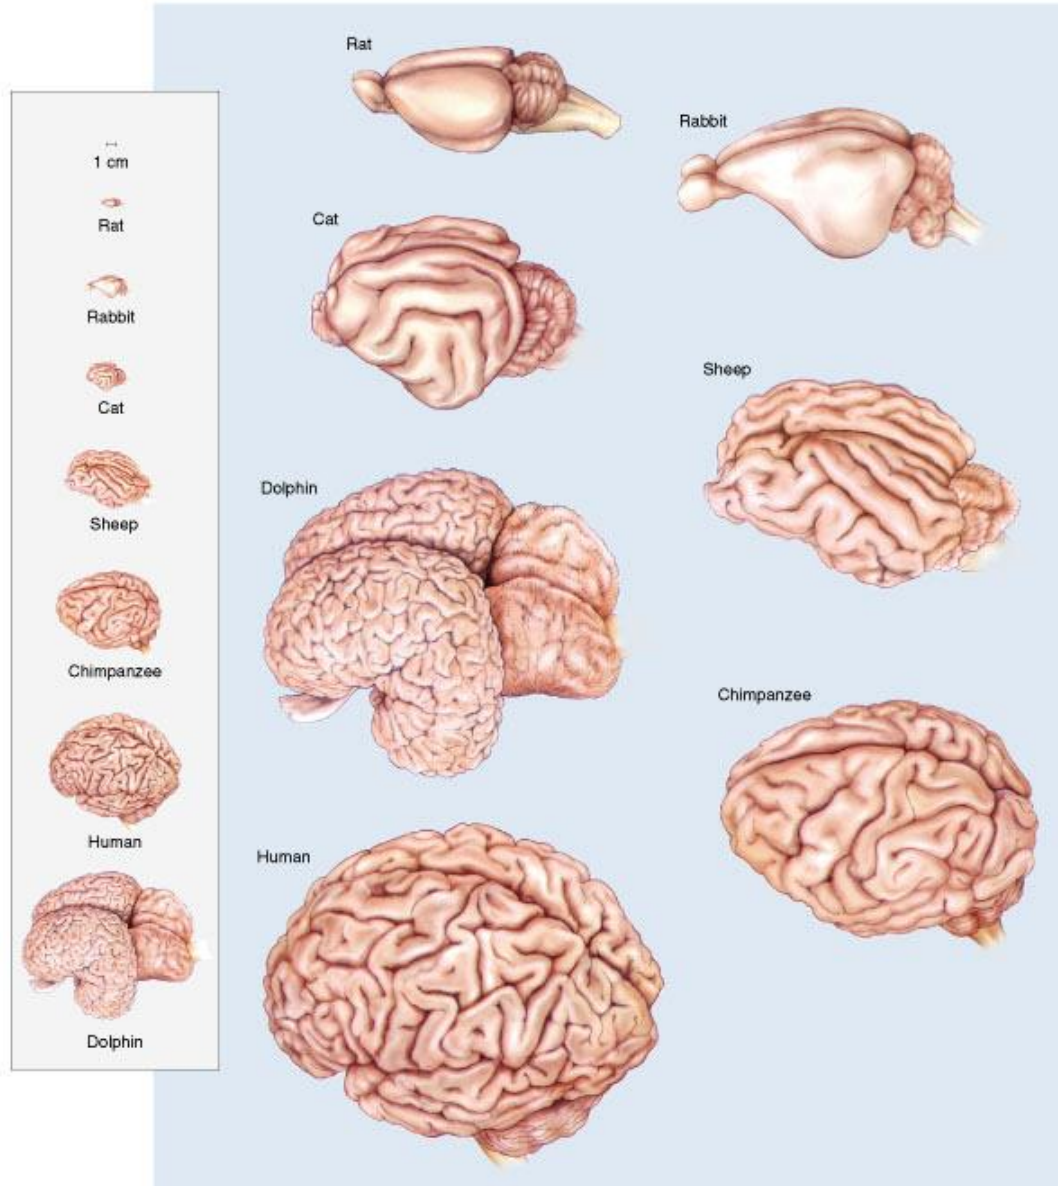 1 cm
Rat
Rabbit
Cat
Sheep
Chimpanzee
Human
Dolphin
Rat
Rabbit
Cat
Sheep
Dolphin
Chimpanzee
Human